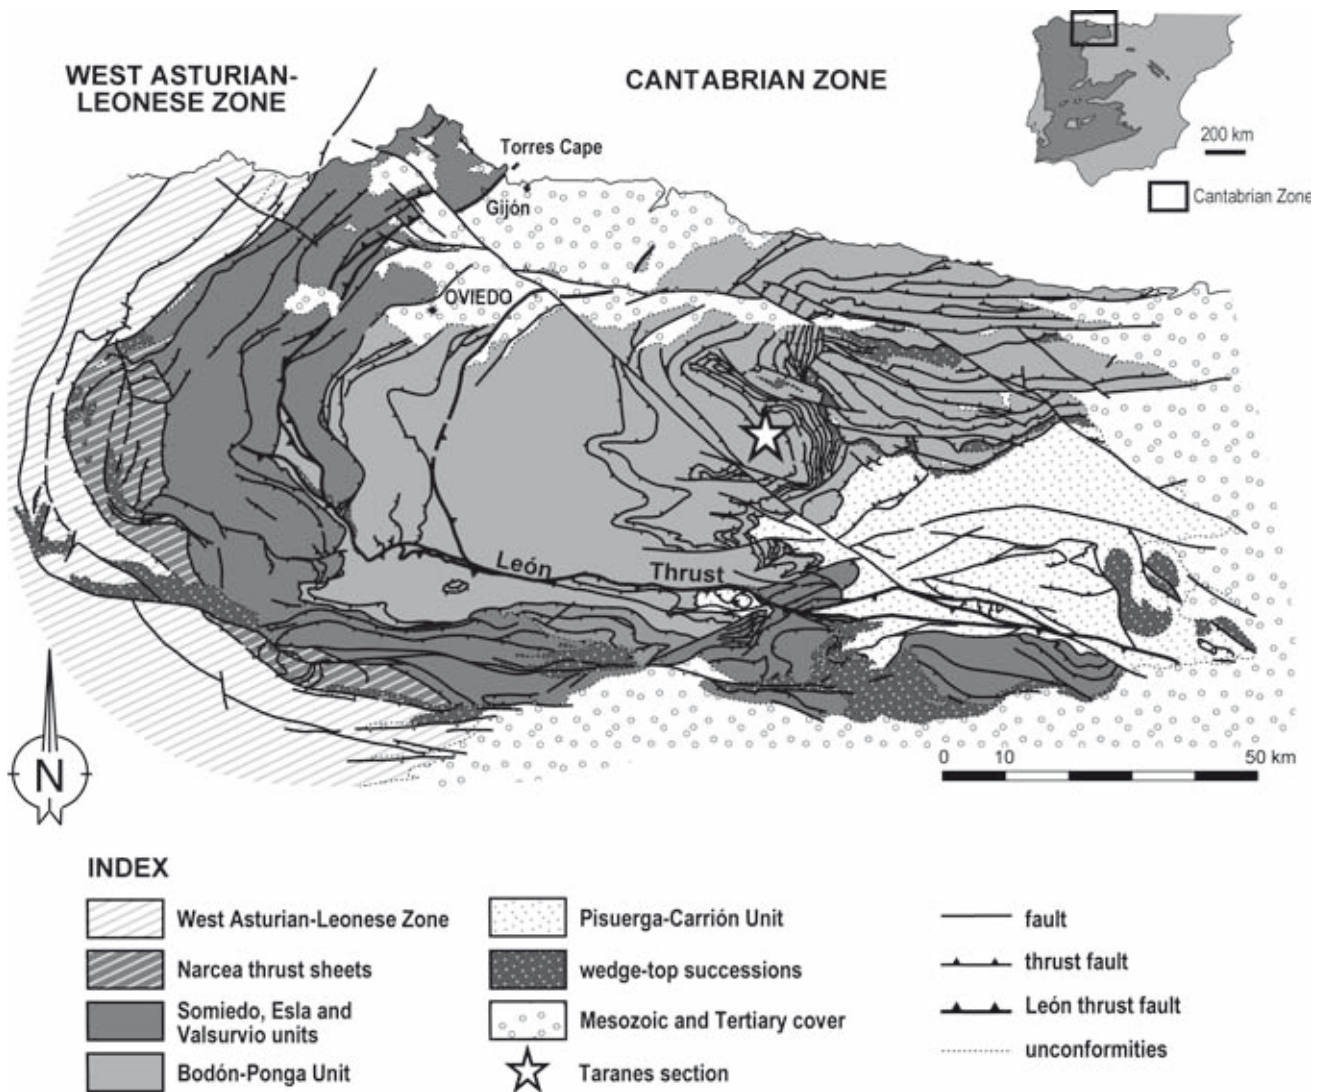 WEST ASTURIAN-
LEONESE ZONE
CANTABRIAN ZONE
200 km
Cantabrian Zone
Torres Cape
Gijón
OVIEDO
León Thrust
N
0 10 50 km
INDEX
West Asturian-Leonese Zone
Narcea thrust sheets
Somiedo, Esla and
Valsurvio units
Bodón-Ponga Unit
Pisuerga-Carrión Unit
wedge-top successions
Mesozoic and Tertiary cover
Taranes section
fault
thrust fault
León thrust fault
unconformities